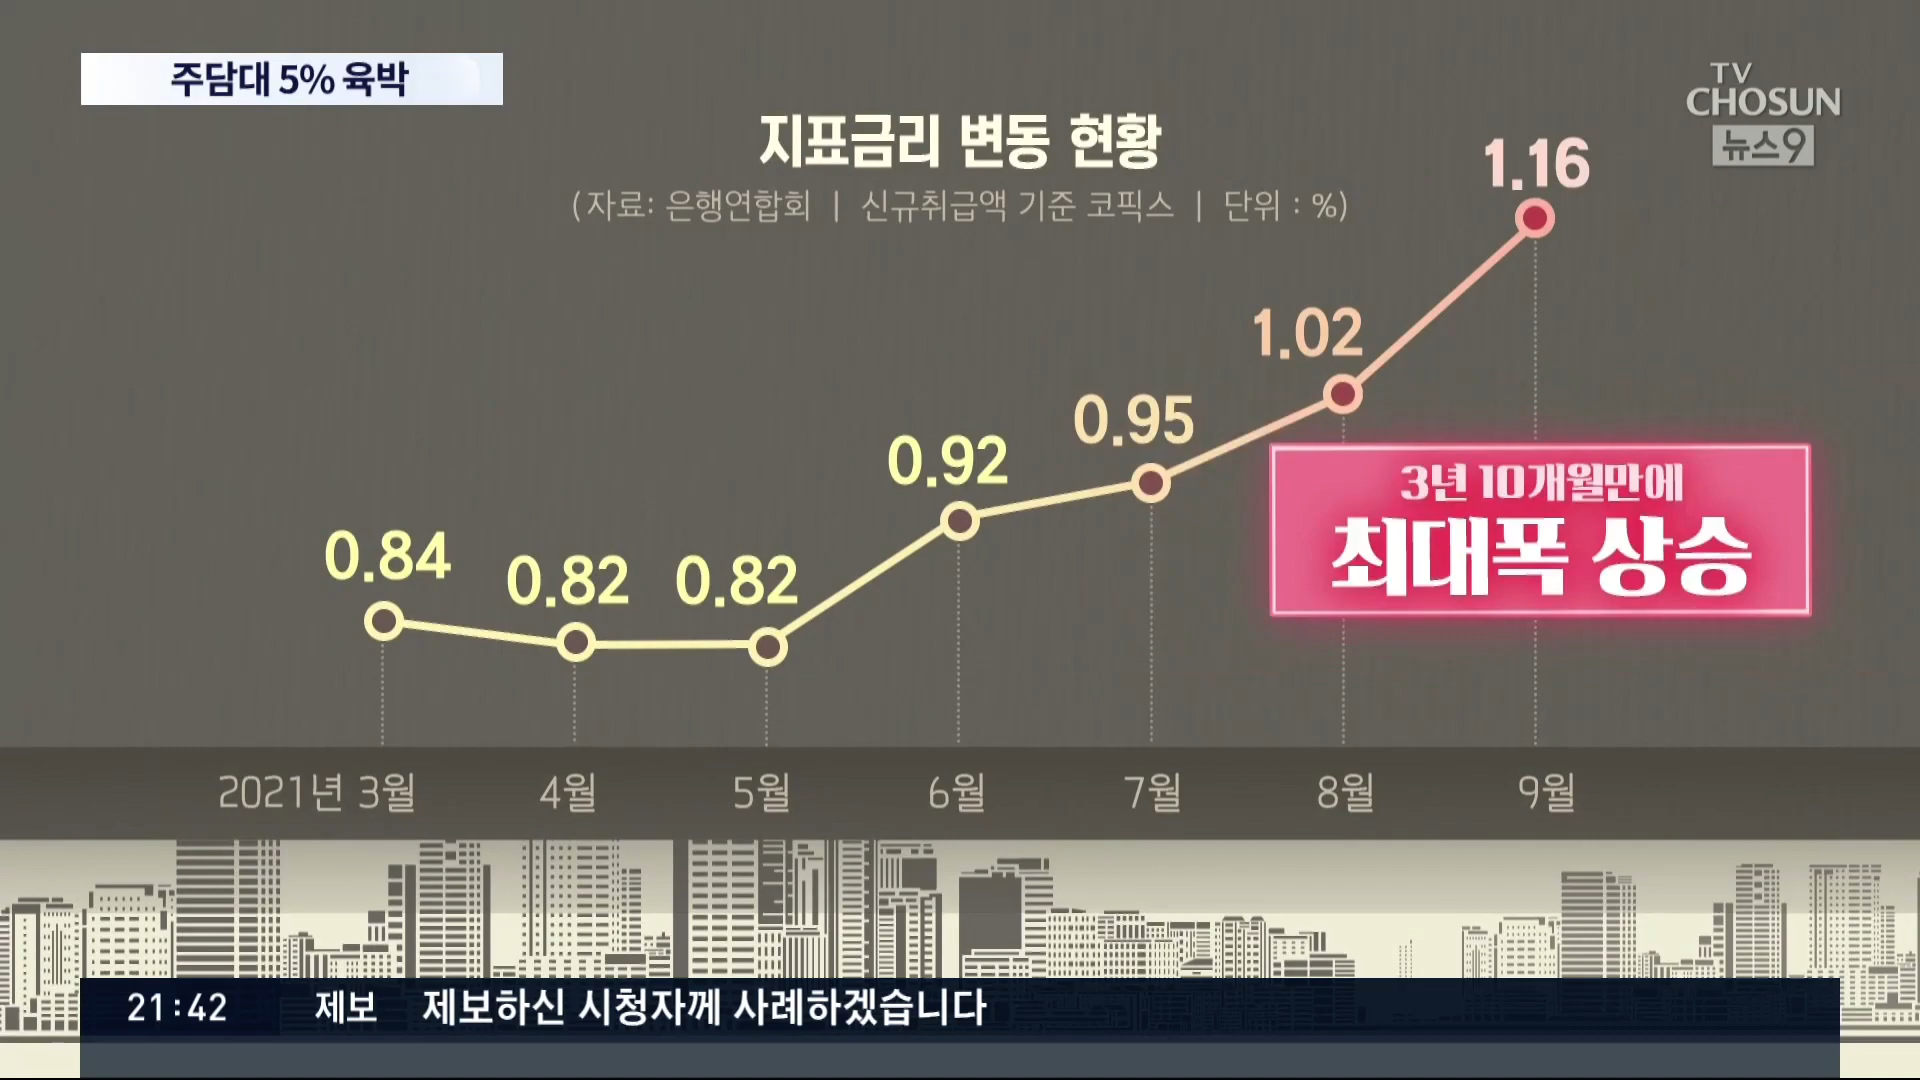 주담대 5% 육박
TV
CHOSUN
뉴스9
지표금리 변동 현황
(자료: 은행연합회 | 신규취급액 기준 코픽스 | 단위 : %)
0.84
0.82
0.82
0.92
0.95
1.02
1.16
3년 10개월만에
최대폭 상승
2021년 3월
4월
5월
6월
7월
8월
9월
21:42 제보 제보하신 시청자께 사례하겠습니다